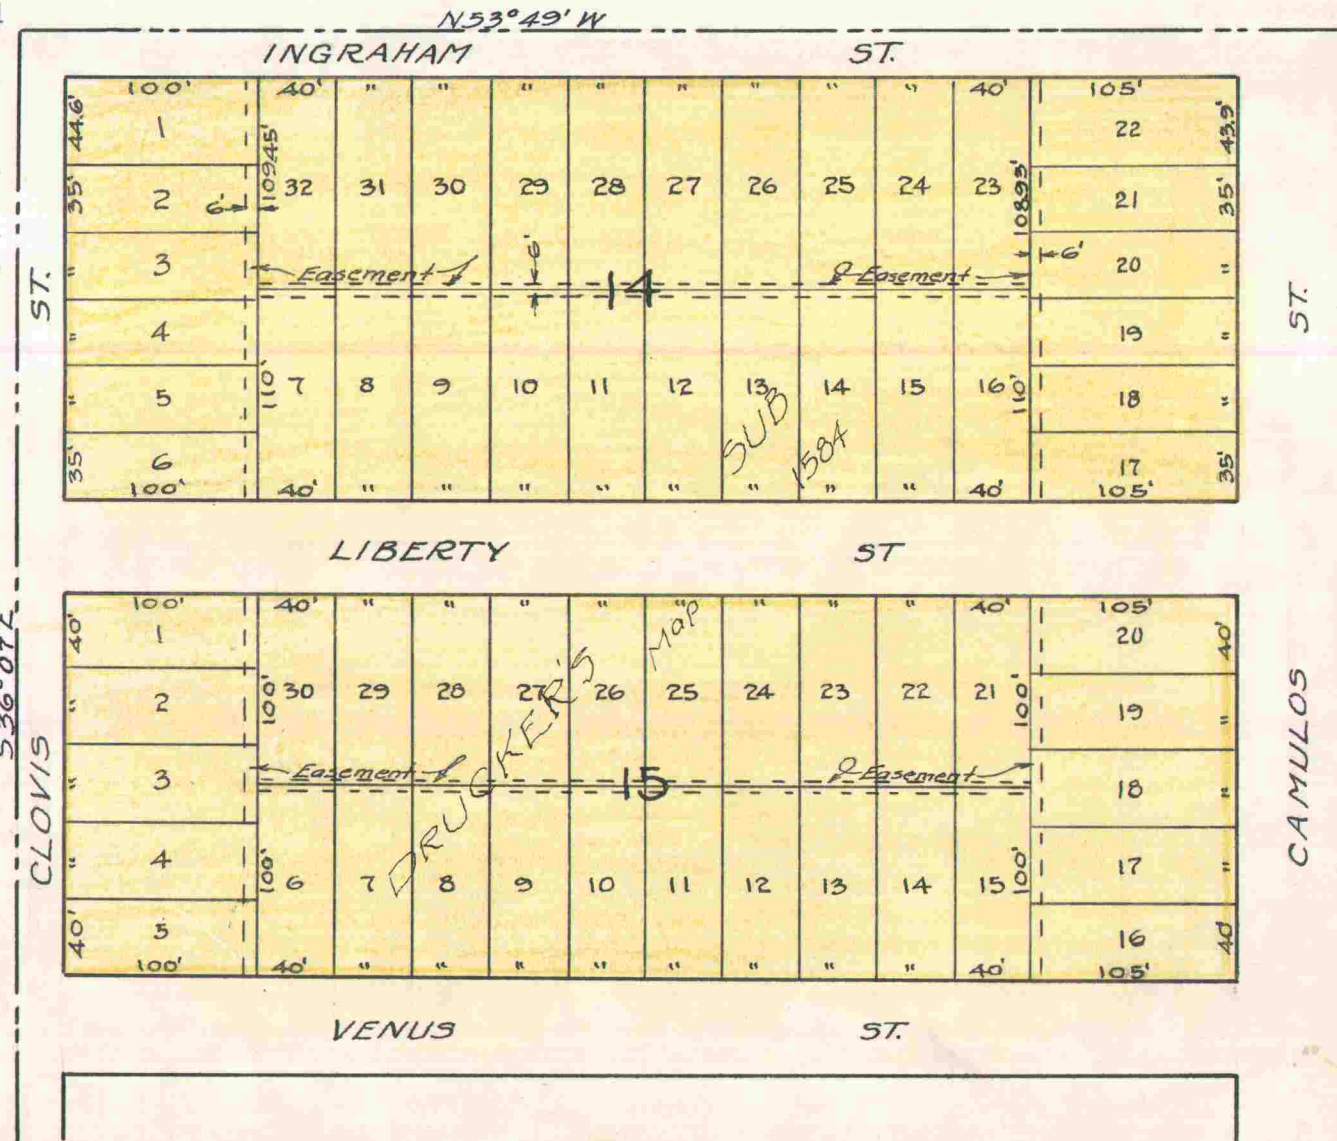 N53°49' W
INGRAHAM ST.
100' 40' " " " " " " " " 40' 105'
44.6' 1 109.45' 22 43.9'
35' 2 6' 32 31 30 29 28 27 26 25 24 23 108.93' 21 35'
" 3 Easement 6' 14 Easement 6' 20 "
" 4 19 "
" 5 110' 7 8 9 10 11 12 13 14 15 16 110' 18 "
SUB 1584
35' 6 17 35'
100' 40' " " " " " " " " 40' 105'
ST. ST.
LIBERTY ST
100' 40' " " " " " " " " 40' 105'
40' 1 20 40'
" 2 100' 30 29 28 27 26 25 24 23 22 21 100' 19 "
" 3 Easement 15 Easement 18 "
" 4 100' 6 7 8 9 10 11 12 13 14 15 100' 17 "
40' 5 16 40'
100' 40' " " " " " " " " 40' 105'
DRUCKER'S MAP
CLOVIS
CAMULOS
VENUS ST.